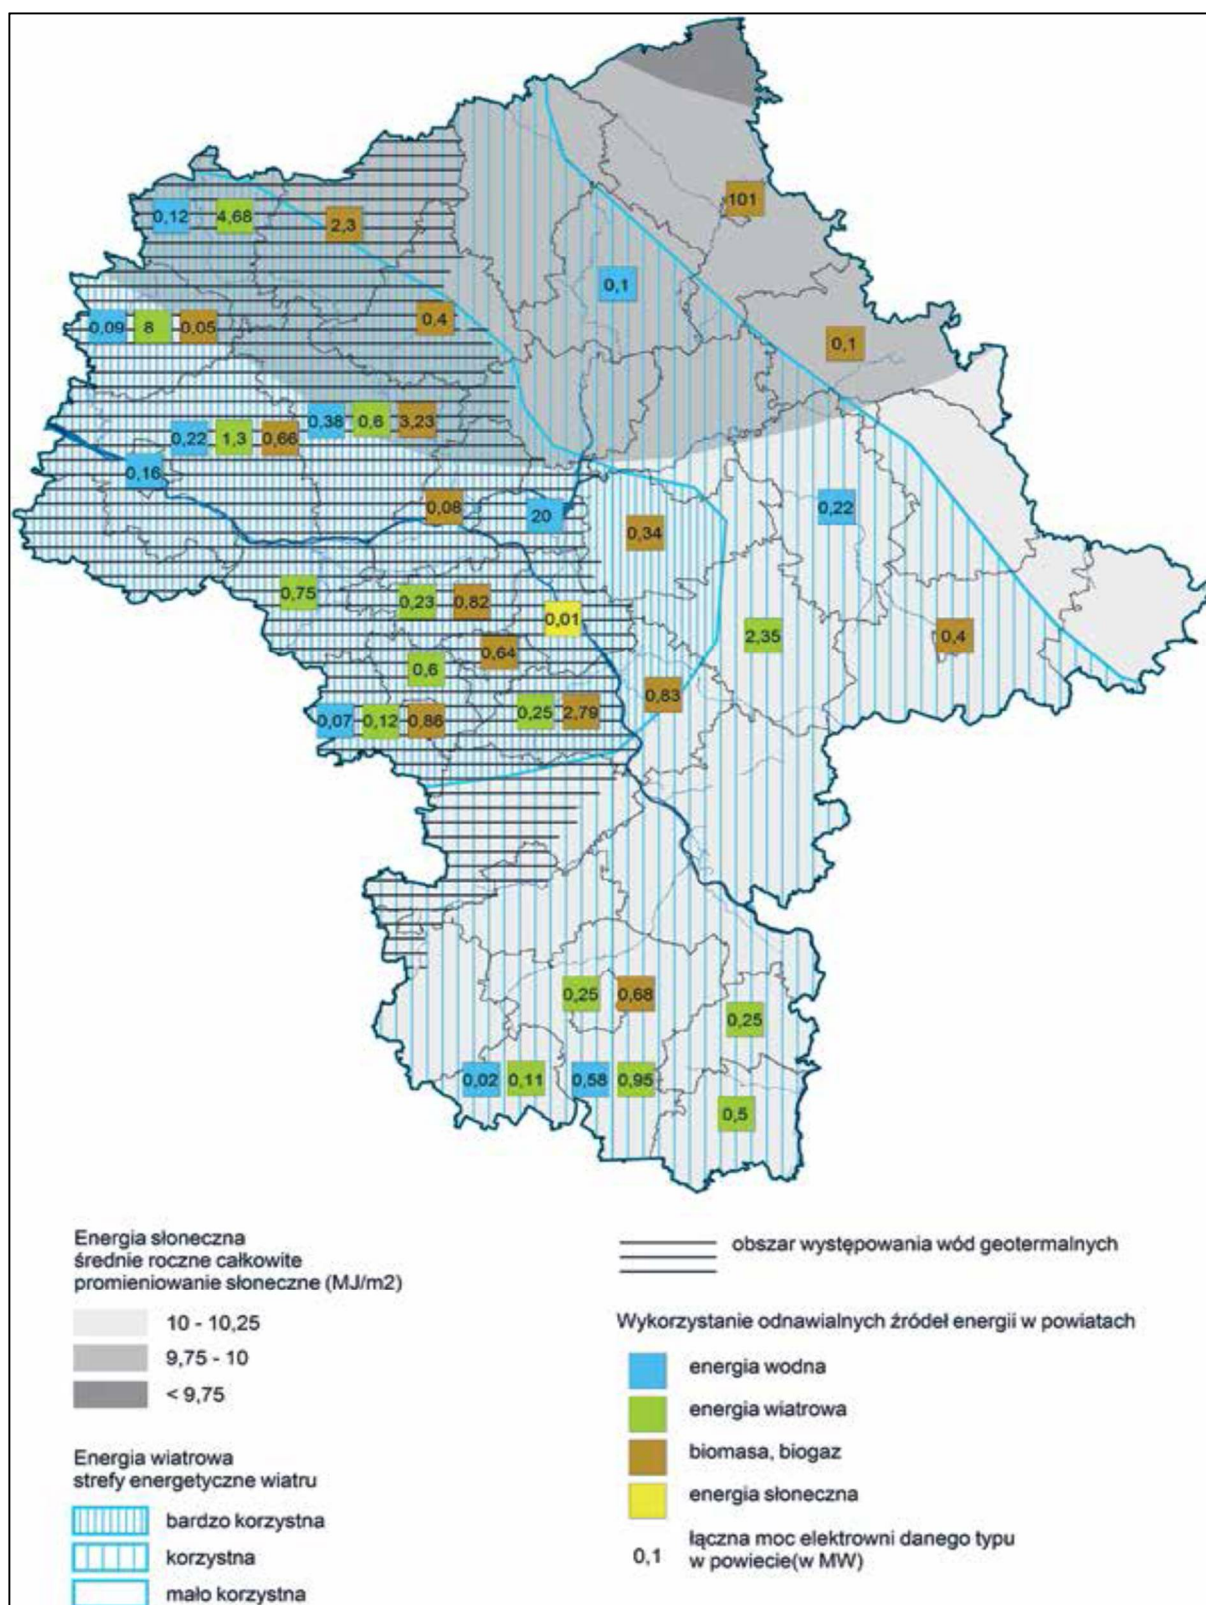 101
0,12 4,68 2,3
0,1
0,09 8 0,05 0,4
0,1
0,38 0,6 3,23
0,22 1,3 0,66
0,16
0,08 20 0,22
0,34
0,75 0,23 0,82 0,01
2,35 0,4
0,6 0,64
0,83
0,07 0,12 0,86 0,25 2,79
0,25 0,68
0,25
0,02 0,11 0,58 0,95
0,5
Energia słoneczna
średnie roczne całkowite
promieniowanie słoneczne (MJ/m2)
10 - 10,25
9,75 - 10
< 9,75
Energia wiatrowa
strefy energetyczne wiatru
bardzo korzystna
korzystna
mało korzystna
obszar występowania wód geotermalnych
Wykorzystanie odnawialnych źródeł energii w powiatach
energia wodna
energia wiatrowa
biomasa, biogaz
energia słoneczna
0,1 łączna moc elektrowni danego typu
w powiecie(w MW)